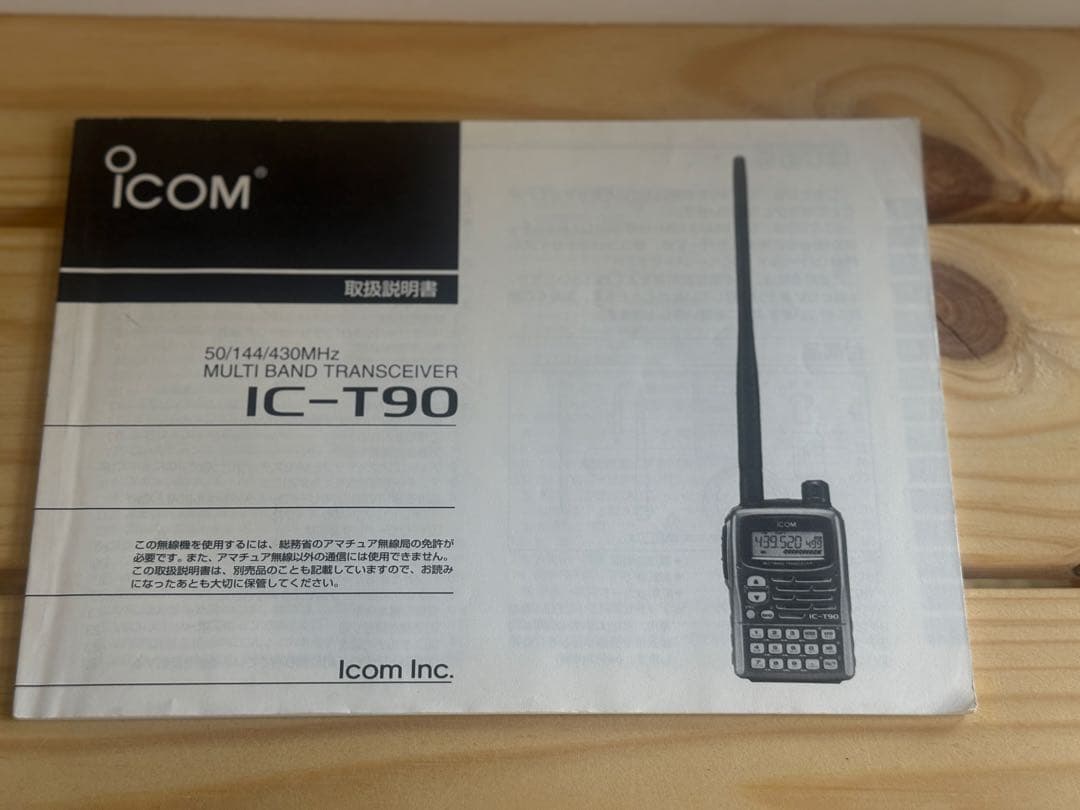 ICOM®
取扱説明書
50/144/430MHz
MULTI BAND TRANSCEIVER
IC-T90
この無線機を使用するには、総務省のアマチュア無線局の免許が
必要です。また、アマチュア無線以外の通信には使用できません。
この取扱説明書は、別売品のことも記載していますので、お読み
になったあとも大切に保管してください。
Icom Inc.
ICOM
439.520
IC-T90